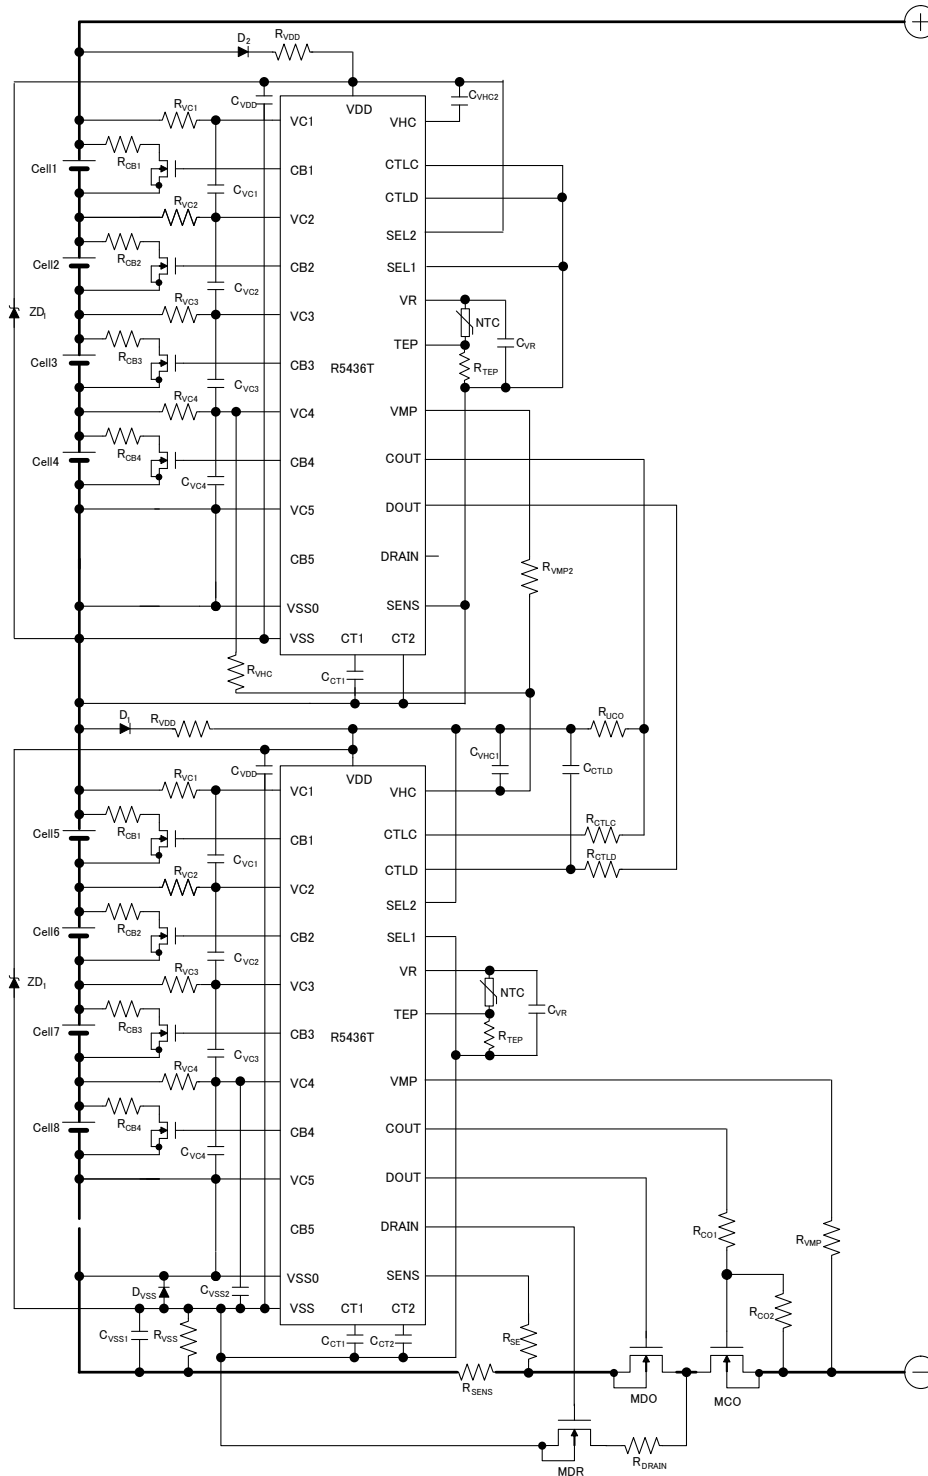 +
D2 RVDD
CVDD VDD CVHC2
RVC1 VC1 VHC
Cell1 RCB1 CB1 CTLC
CVC1 CTLD
RVC2 VC2 SEL2
Cell2 RCB2 CB2 SEL1
CVC2
RVC3 VR NTC
ZD1 VC3
TEP CVR
Cell3 RCB3 CB3 R5436T RTEP
CVC3
RVC4 VC4 VMP
Cell4 RCB4 CB4 COUT
CVC4
VC5 DOUT
CB5 DRAIN RVMP2
VSS0 SENS
VSS CT1 CT2
RVHC CCT1
D1 RVDD RUCO
CVDD VDD CVHC1 CCTLD
RVC1 VC1 VHC
Cell5 RCB1 CB1 CTLC RCTLC
CVC1 CTLD RCTLD
RVC2 VC2
SEL2
Cell6 RCB2 CB2 SEL1
CVC2
RVC3 VR NTC
ZD1 VC3
TEP CVR
Cell7 RCB3 CB3 R5436T RTEP
CVC3
RVC4 VC4 VMP
Cell8 RCB4 CB4 COUT
CVC4
VC5 DOUT
CB5 DRAIN RCO1 RVMP
VSS0 SENS
DVSS CVSS2 VSS CT1 CT2 RCO2
CVSS1 RVSS CCT1 CCT2 RSE
RSENS MDO MCO
−
MDR RDRAIN